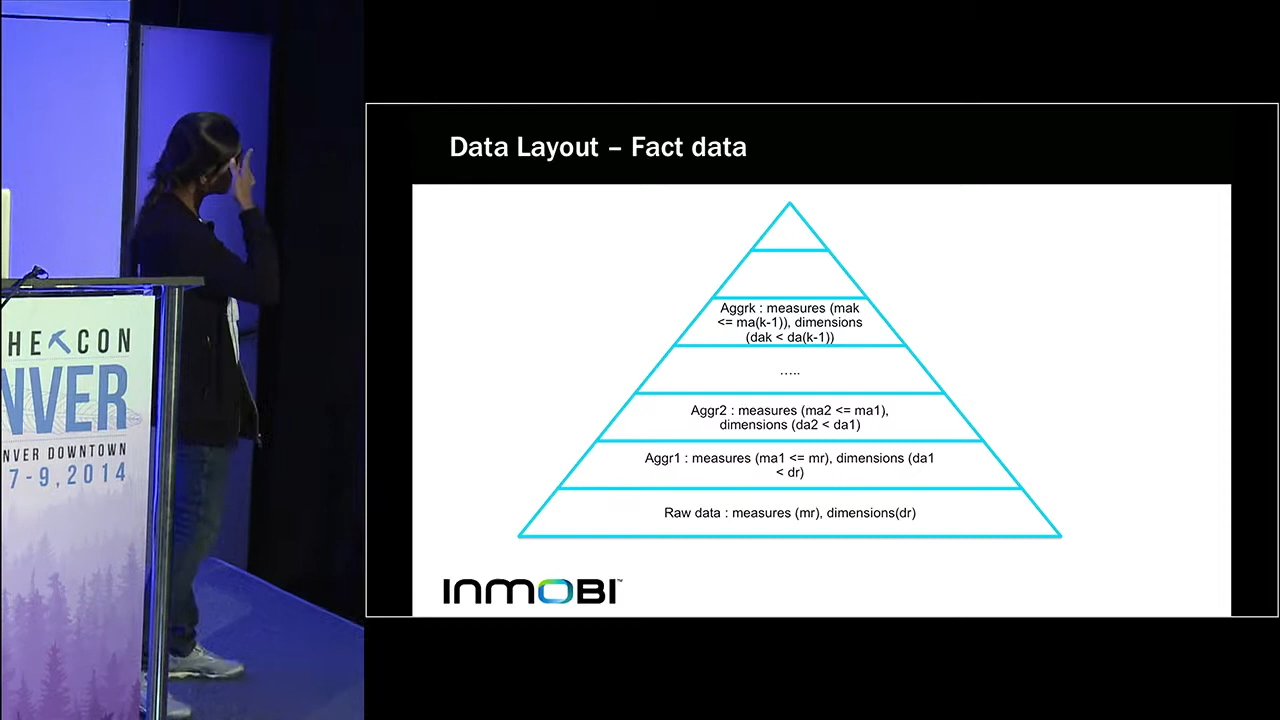 Data Layout – Fact data
Aggrk : measures (mak
<= ma(k-1)), dimensions
(dak < da(k-1))
.....
Aggr2 : measures (ma2 <= ma1),
dimensions (da2 < da1)
Aggr1 : measures (ma1 <= mr), dimensions (da1
< dr)
Raw data : measures (mr), dimensions(dr)
INMOBI™
HE CON
NVER
NVER DOWNTOWN
7-9, 2014